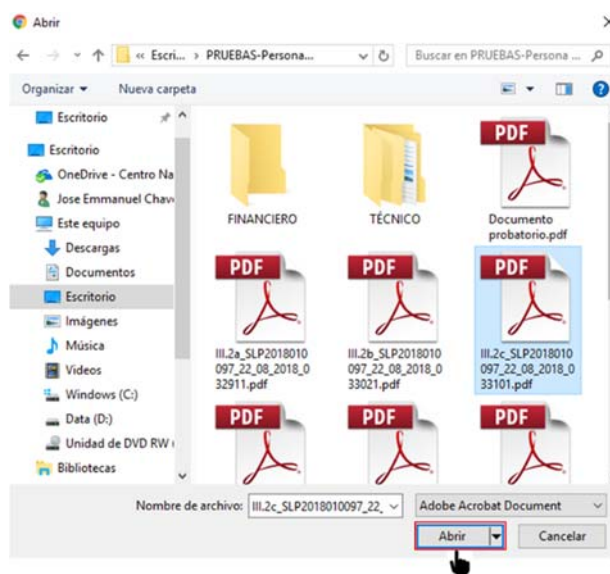 Abrir
« Escri... › PRUEBAS-Persona...
Buscar en PRUEBAS-Persona ...
Organizar
Nueva carpeta
Escritorio
Escritorio
OneDrive - Centro Na
Jose Emmanuel Chav
Este equipo
Descargas
Documentos
Escritorio
Imágenes
Música
Videos
Windows (C:)
Data (D:)
Unidad de DVD RW
Bibliotecas
FINANCIERO
TÉCNICO
PDF
Documento
probatorio.pdf
PDF
III.2a_SLP2018010
097_22_08_2018_0
32911.pdf
PDF
III.2b_SLP2018010
097_22_08_2018_0
33021.pdf
PDF
III.2c_SLP2018010
097_22_08_2018_0
33101.pdf
PDF
PDF
PDF
Nombre de archivo:
III.2c_SLP2018010097_22_
Adobe Acrobat Document
Abrir
Cancelar